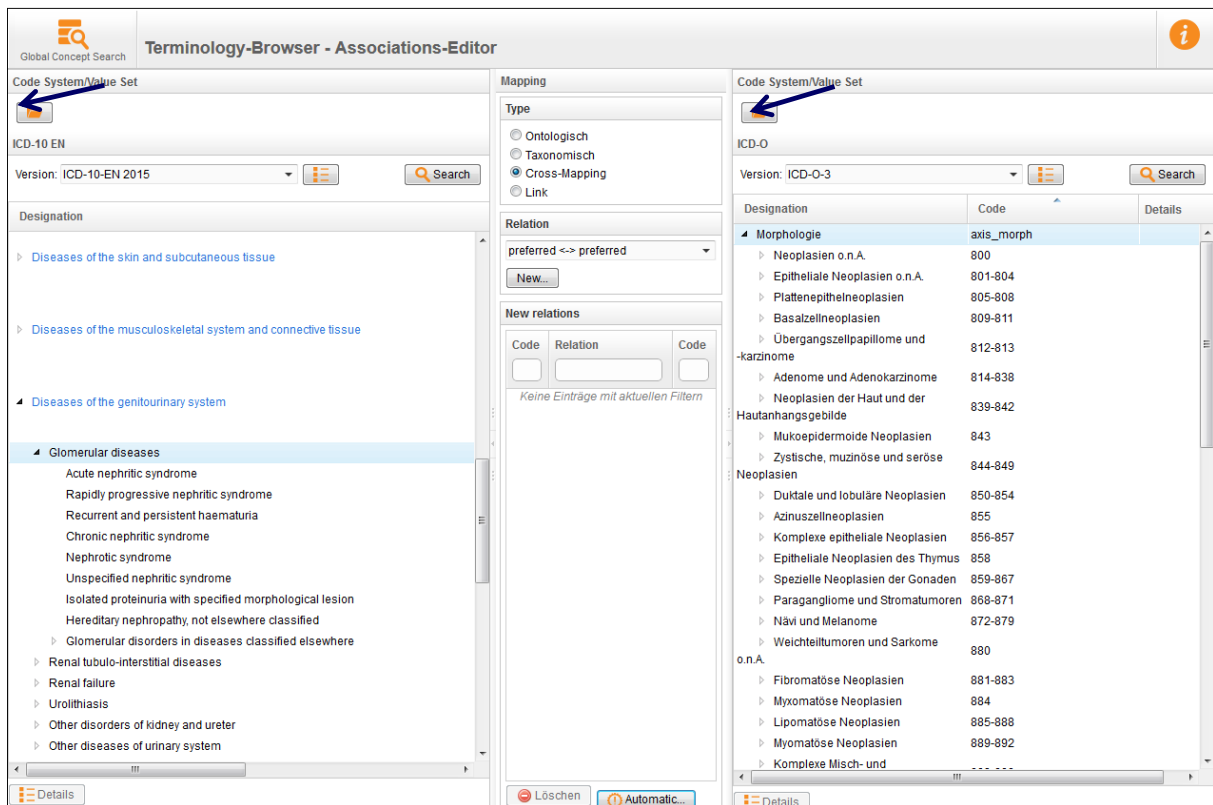 Global Concept Search
Terminology-Browser - Associations-Editor
i
Code System/Value Set
ICD-10 EN
Version: ICD-10-EN 2015
Search
Designation
Diseases of the skin and subcutaneous tissue
Diseases of the musculoskeletal system and connective tissue
Diseases of the genitourinary system
Glomerular diseases
Acute nephritic syndrome
Rapidly progressive nephritic syndrome
Recurrent and persistent haematuria
Chronic nephritic syndrome
Nephrotic syndrome
Unspecified nephritic syndrome
Isolated proteinuria with specified morphological lesion
Hereditary nephropathy, not elsewhere classified
Glomerular disorders in diseases classified elsewhere
Renal tubulo-interstitial diseases
Renal failure
Urolithiasis
Other disorders of kidney and ureter
Other diseases of urinary system
Details
Mapping
Type
Ontologisch
Taxonomisch
Cross-Mapping
Link
Relation
preferred <-> preferred
New...
New relations
Code Relation Code
Keine Einträge mit aktuellen Filtern
Löschen Automatic...
Code System/Value Set
ICD-O
Version: ICD-O-3
Search
Designation Code Details
Morphologie axis_morph
Neoplasien o.n.A. 800
Epitheliale Neoplasien o.n.A. 801-804
Plattenepithelneoplasien 805-808
Basalzellneoplasien 809-811
Übergangszellpapillome und
-karzinome 812-813
Adenome und Adenokarzinome 814-838
Neoplasien der Haut und der
Hautanhangsgebilde 839-842
Mukoepidermoide Neoplasien 843
Zystische, muzinöse und seröse
Neoplasien 844-849
Duktale und lobuläre Neoplasien 850-854
Azinuszellneoplasien 855
Komplexe epitheliale Neoplasien 856-857
Epitheliale Neoplasien des Thymus 858
Spezielle Neoplasien der Gonaden 859-867
Paragangliome und Stromatumoren 868-871
Nävi und Melanome 872-879
Weichteiltumoren und Sarkome
o.n.A. 880
Fibromatöse Neoplasien 881-883
Myxomatöse Neoplasien 884
Lipomatöse Neoplasien 885-888
Myomatöse Neoplasien 889-892
Komplexe Misch- und
Details